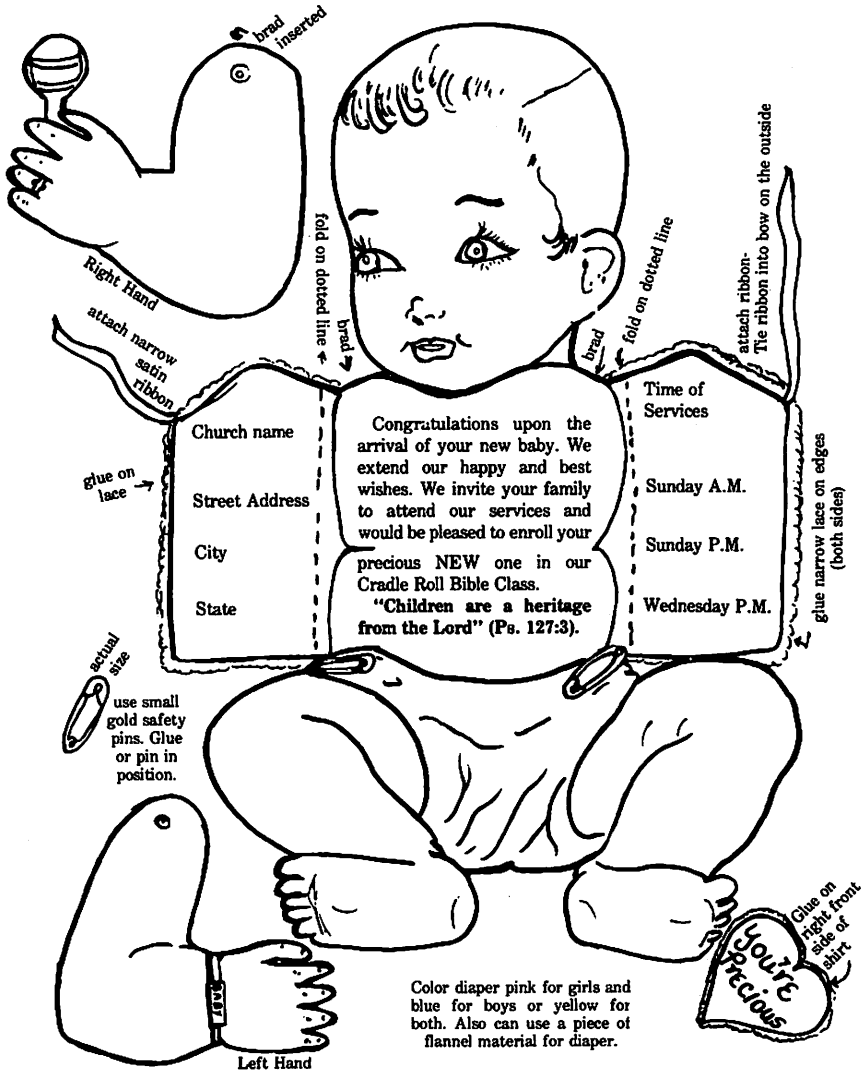 brad
inserted
Right Hand
attach narrow
satin
ribbon
fold on dotted line
brad
brad
fold on dotted line
attach ribbon-
Tie ribbon into bow on the outside
glue on
lace
Church name
Street Address
City
State
Congratulations upon the
arrival of your new baby. We
extend our happy and best
wishes. We invite your family
to attend our services and
would be pleased to enroll your
precious NEW one in our
Cradle Roll Bible Class.
"Children are a heritage
from the Lord" (Ps. 127:3).
Time of
Services
Sunday A.M.
Sunday P.M.
Wednesday P.M.
glue narrow lace on edges
(both sides)
actual
size
use small
gold safety
pins. Glue
or pin in
position.
BABY
Left Hand
Color diaper pink for girls and
blue for boys or yellow for
both. Also can use a piece of
flannel material for diaper.
You're
Precious
Glue on
right front
side of
shirt